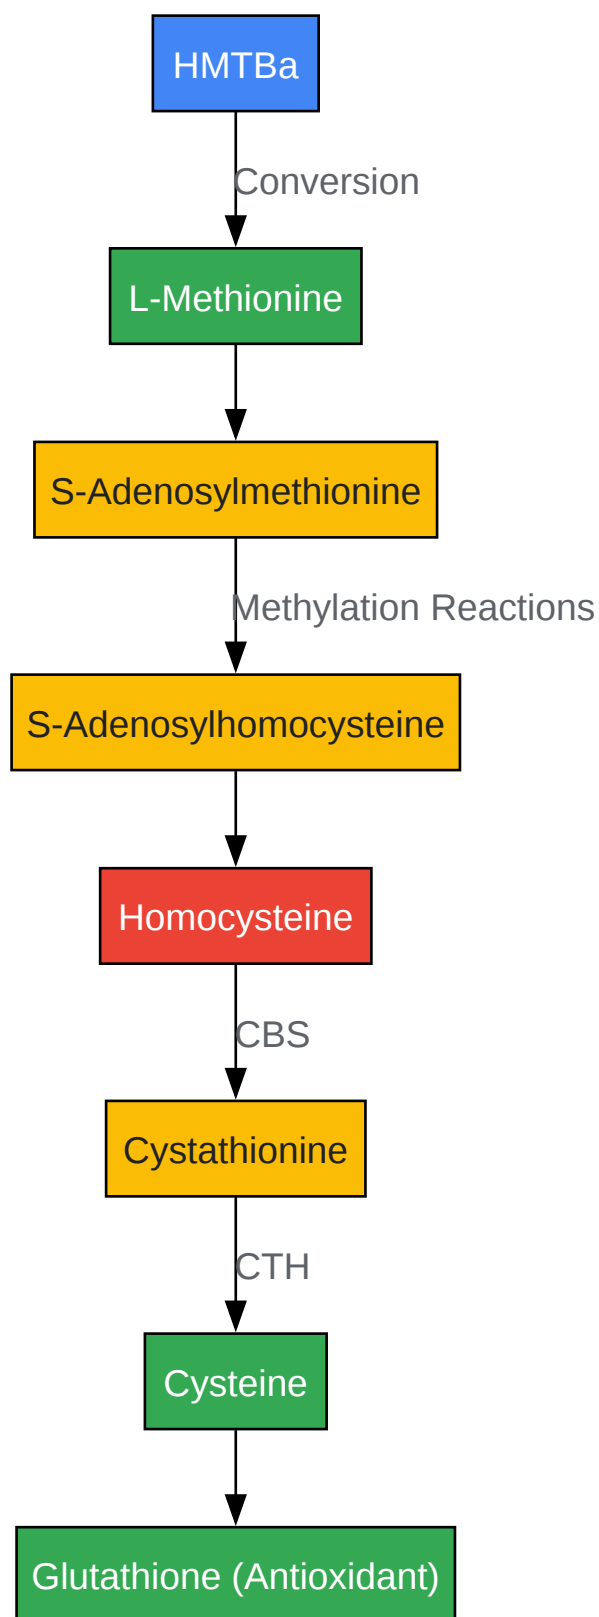 HMTBa
Conversion
L-Methionine
S-Adenosylmethionine
Methylation Reactions
S-Adenosylhomocysteine
Homocysteine
CBS
Cystathionine
CTH
Cysteine
Glutathione (Antioxidant)